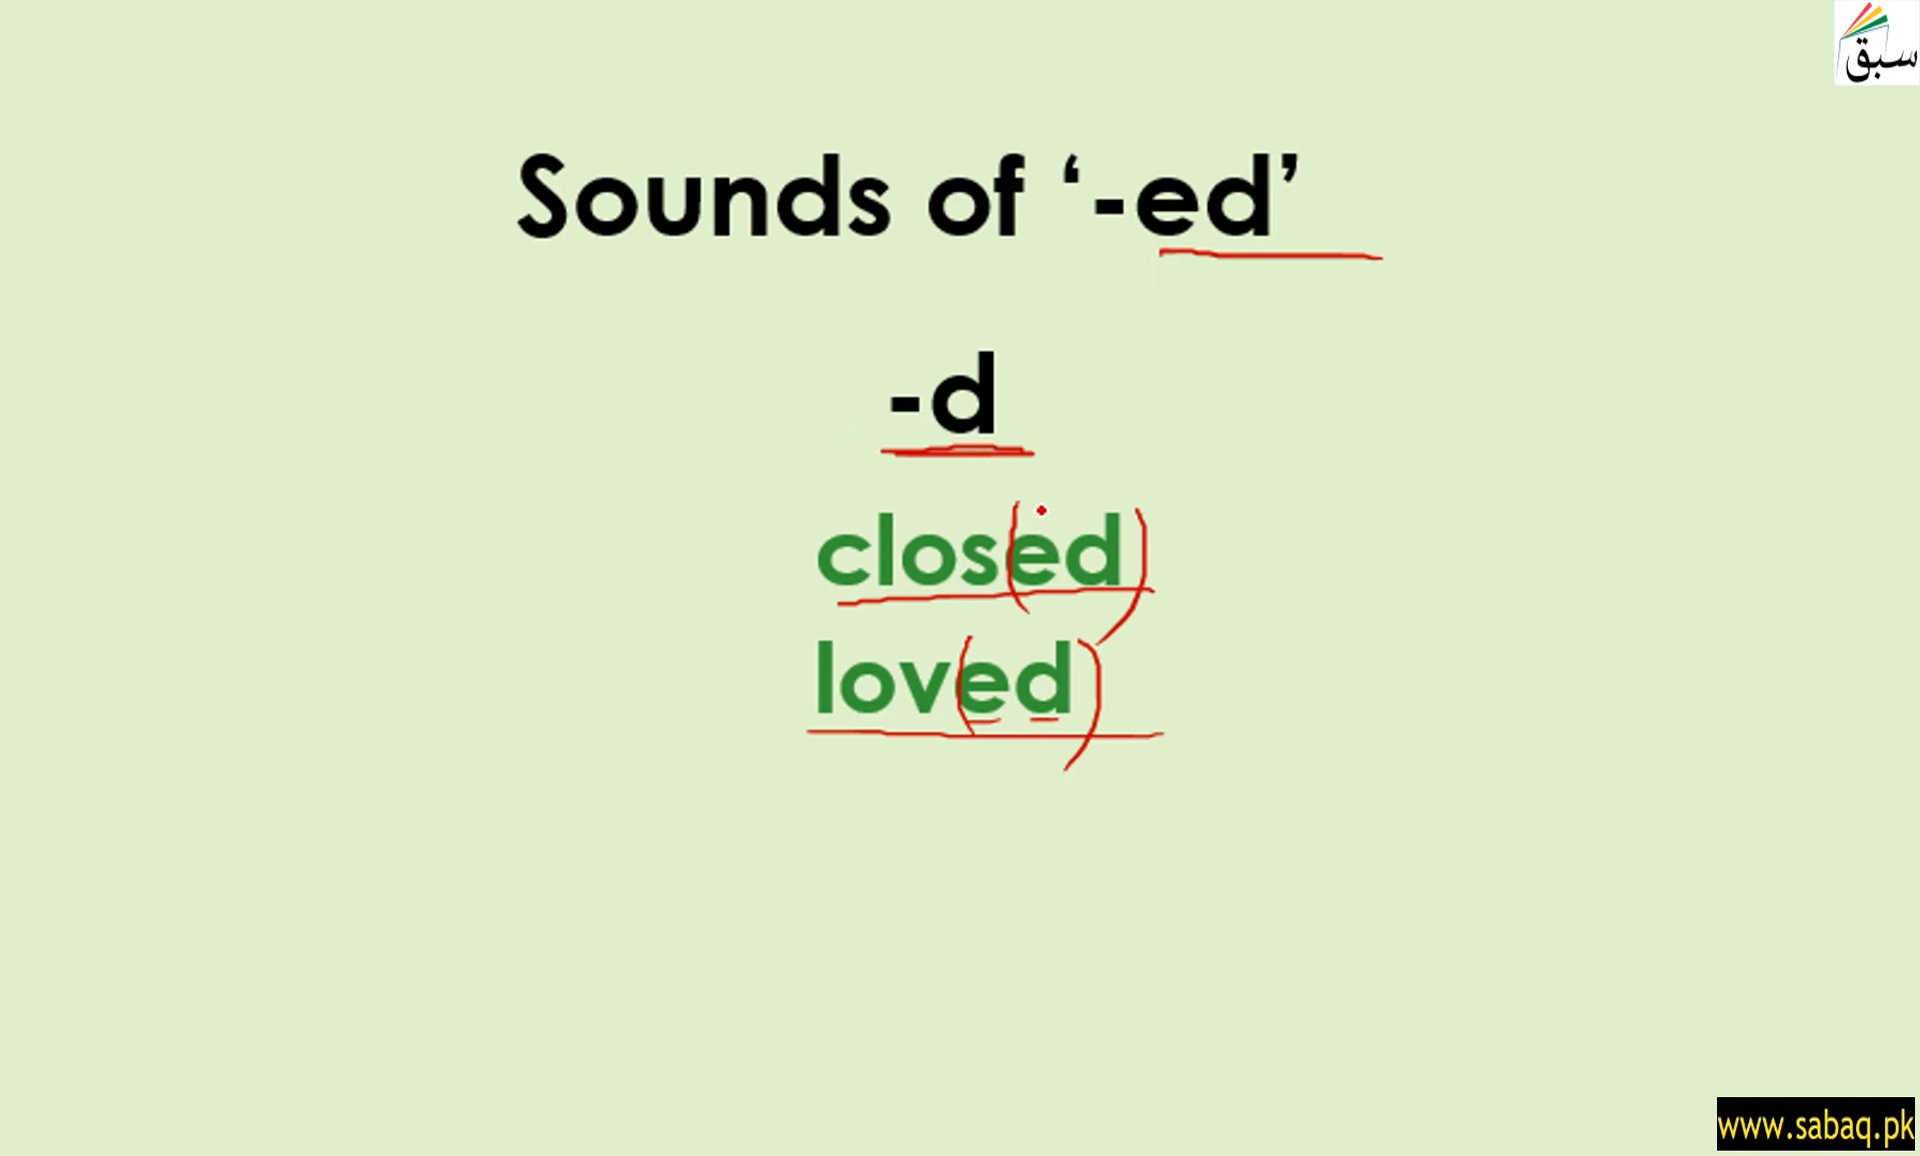 سبق
Sounds of ‘-ed’
-d
closed
loved
www.sabaq.pk